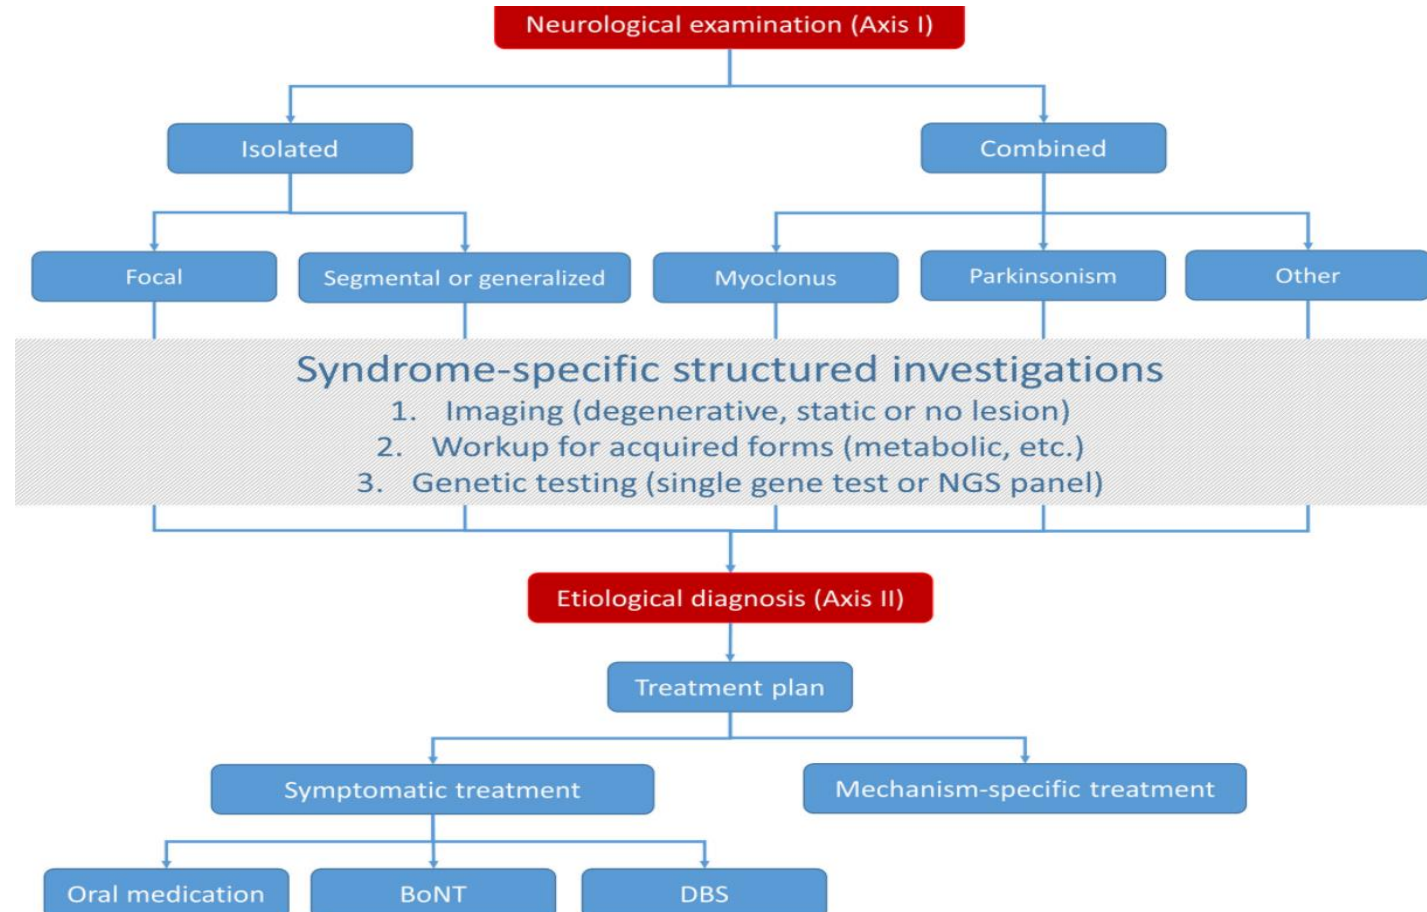 Neurological examination (Axis I)
Isolated
Combined
Focal
Segmental or generalized
Myoclonus
Parkinsonism
Other
Syndrome-specific structured investigations
1. Imaging (degenerative, static or no lesion)
2. Workup for acquired forms (metabolic, etc.)
3. Genetic testing (single gene test or NGS panel)
Etiological diagnosis (Axis II)
Treatment plan
Symptomatic treatment
Mechanism-specific treatment
Oral medication
BoNT
DBS